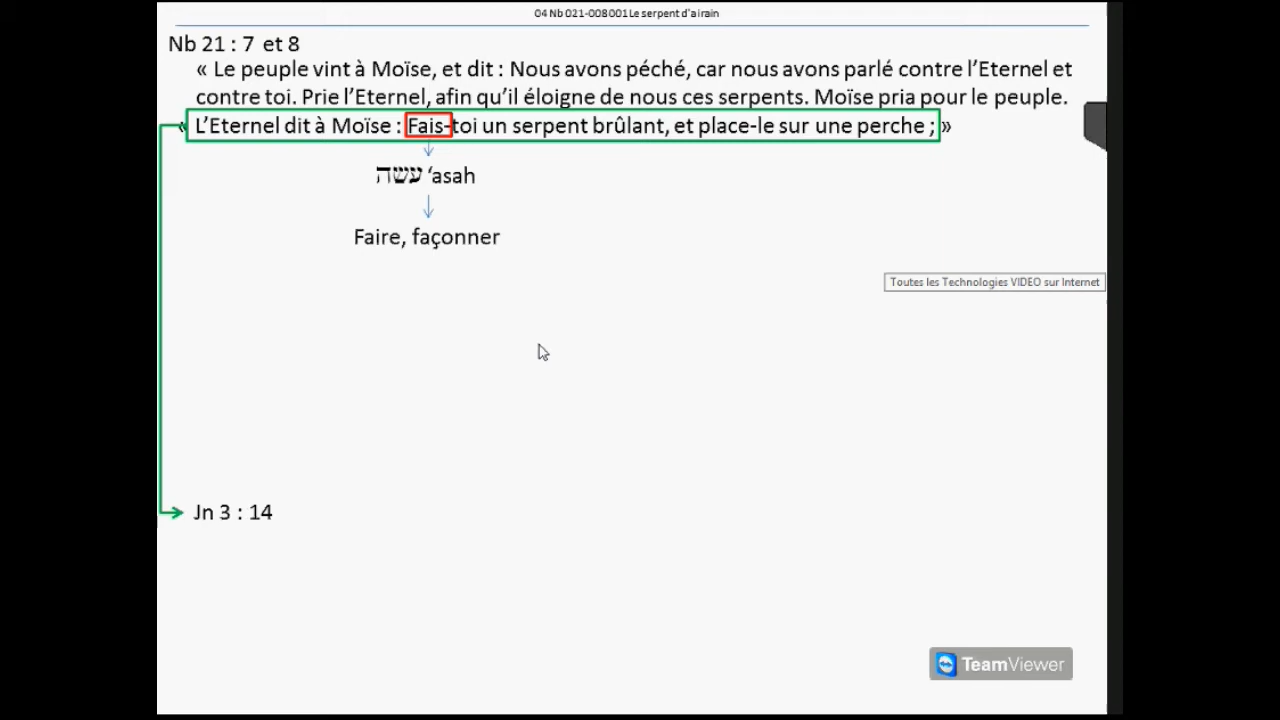 04 Nb 021-008001Le serpent d'airain
Nb 21 : 7 et 8
« Le peuple vint à Moïse, et dit : Nous avons péché, car nous avons parlé contre l'Eternel et
contre toi. Prie l'Eternel, afin qu'il éloigne de nous ces serpents. Moïse pria pour le peuple.
« L'Eternel dit à Moïse : Fais-toi un serpent brûlant, et place-le sur une perche ; »
עשה ‘asah
Faire, façonner
Toutes les Technologies VIDEO sur Internet
Jn 3 : 14
TeamViewer